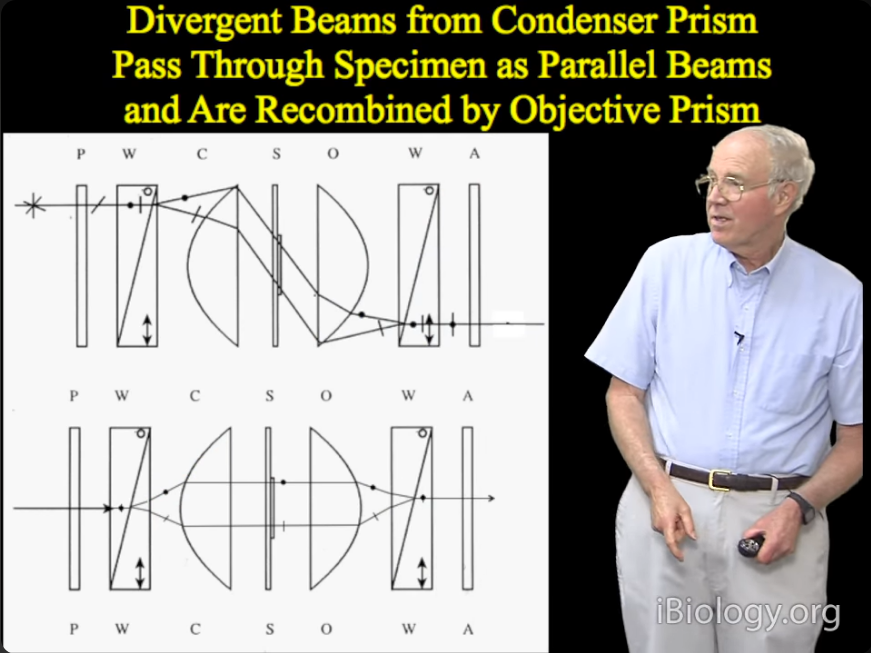 Divergent Beams from Condenser Prism
Pass Through Specimen as Parallel Beams
and Are Recombined by Objective Prism
P W C S O W A
P W C S O W A
P W C S O W A
iBiology.org